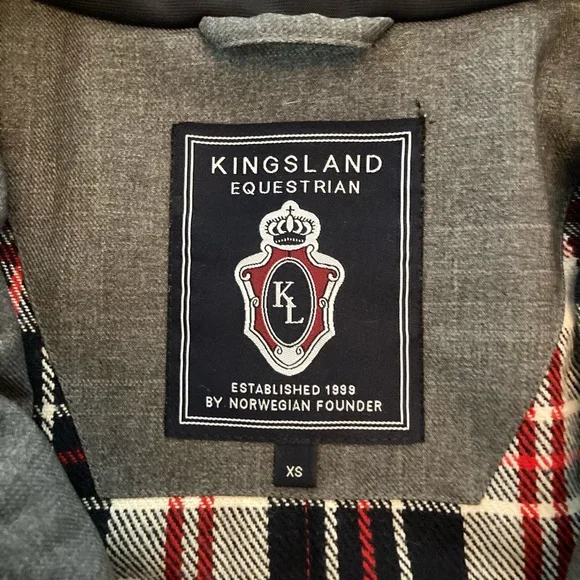 KINGSLAND
EQUESTRIAN
KL
ESTABLISHED 1999
BY NORWEGIAN FOUNDER
XS